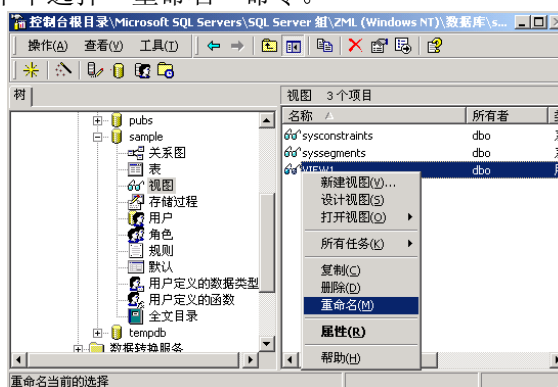 控制台根目录\Microsoft SQL Servers\SQL Server 组\ZML (Windows NT)\数据库\s...
操作(A) 查看(V) 工具(T)
树
视图 3个项目
名称 所有者
pubs
sample
关系图
表
视图
存储过程
用户
角色
规则
默认
用户定义的数据类型
用户定义的函数
全文目录
tempdb
数据转换服务
sysconstraints dbo
syssegments dbo
VIEW1 dbo
新建视图(V)...
设计视图(S)
打开视图(O)
所有任务(K)
复制(C)
删除(D)
重命名(M)
属性(R)
帮助(H)
重命名当前的选择